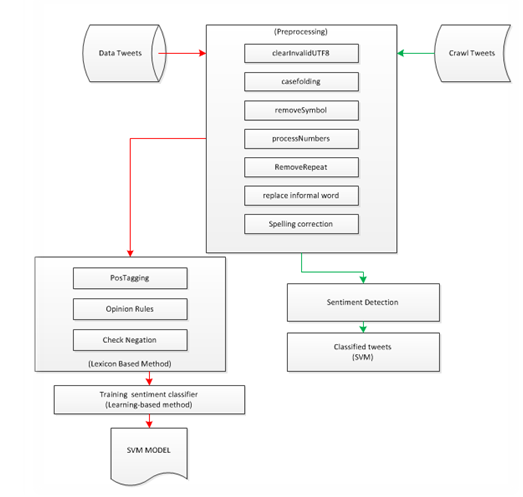 (Preprocessing)
Data Tweets
clearInvalidUTF8
Crawl Tweets
casefolding
removeSymbol
processNumbers
RemoveRepeat
replace informal word
Spelling correction
PosTagging
Opinion Rules
Check Negation
(Lexicon Based Method)
Training sentiment classifier
(Learning-based method)
SVM MODEL
Sentiment Detection
Classified tweets
(SVM)